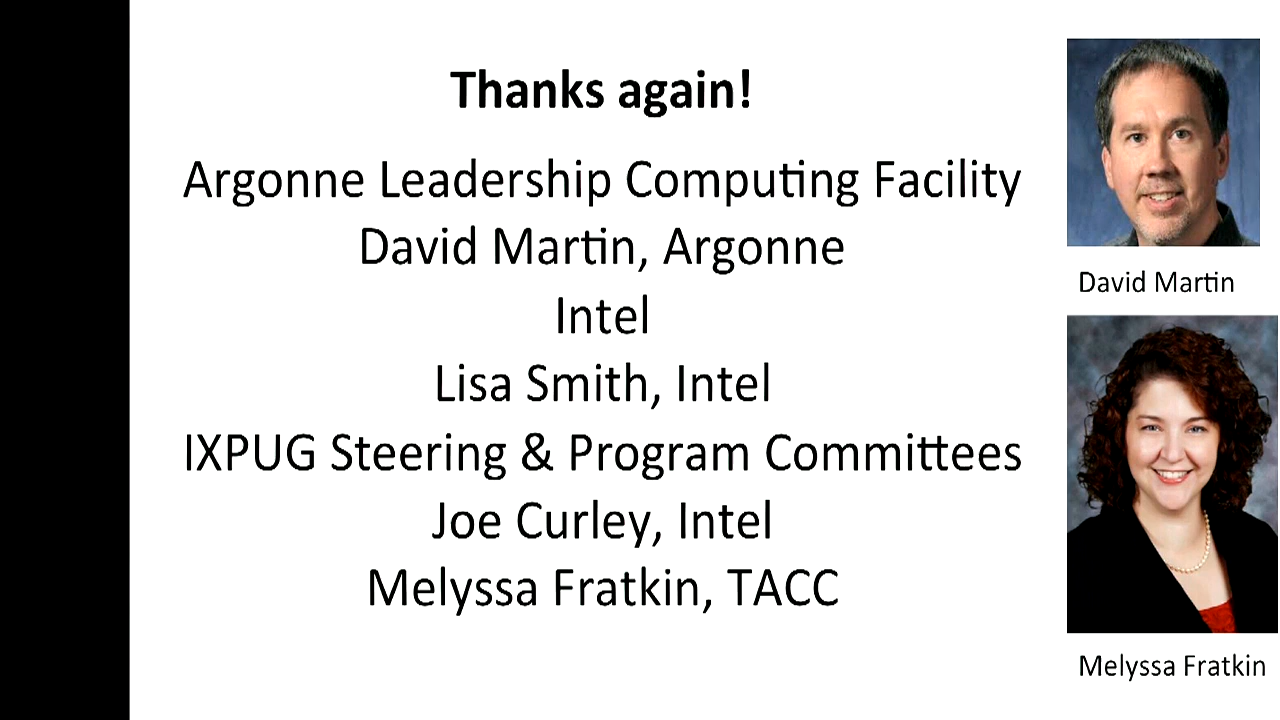 Thanks again!
Argonne Leadership Computing Facility
David Martin, Argonne
Intel
Lisa Smith, Intel
IXPUG Steering & Program Committees
Joe Curley, Intel
Melyssa Fratkin, TACC
David Martin
Melyssa Fratkin